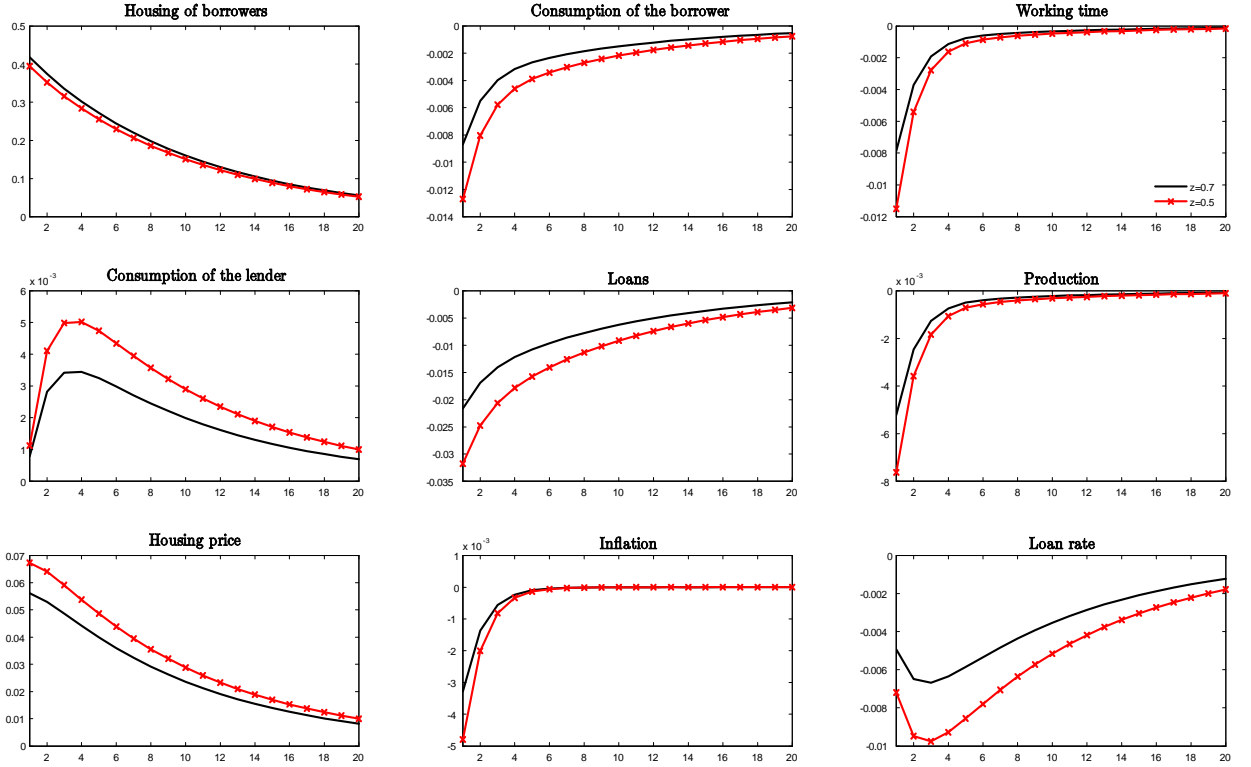 Housing of borrowers
0.5
0.4
0.3
0.2
0.1
0
2 4 6 8 10 12 14 16 18 20
Consumption of the borrower
0
-0.002
-0.004
-0.006
-0.008
-0.01
-0.012
-0.014
2 4 6 8 10 12 14 16 18 20
Working time
0
-0.002
-0.004
-0.006
-0.008
-0.01
-0.012
z=0.7
z=0.5
2 4 6 8 10 12 14 16 18 20
Consumption of the lender
x 10⁻³
6
5
4
3
2
1
0
2 4 6 8 10 12 14 16 18 20
Loans
0
-0.005
-0.01
-0.015
-0.02
-0.025
-0.03
-0.035
2 4 6 8 10 12 14 16 18 20
Production
x 10⁻³
0
-2
-4
-6
-8
2 4 6 8 10 12 14 16 18 20
Housing price
0.07
0.06
0.05
0.04
0.03
0.02
0.01
0
2 4 6 8 10 12 14 16 18 20
Inflation
x 10⁻³
1
0
-1
-2
-3
-4
-5
2 4 6 8 10 12 14 16 18 20
Loan rate
0
-0.002
-0.004
-0.006
-0.008
-0.01
2 4 6 8 10 12 14 16 18 20